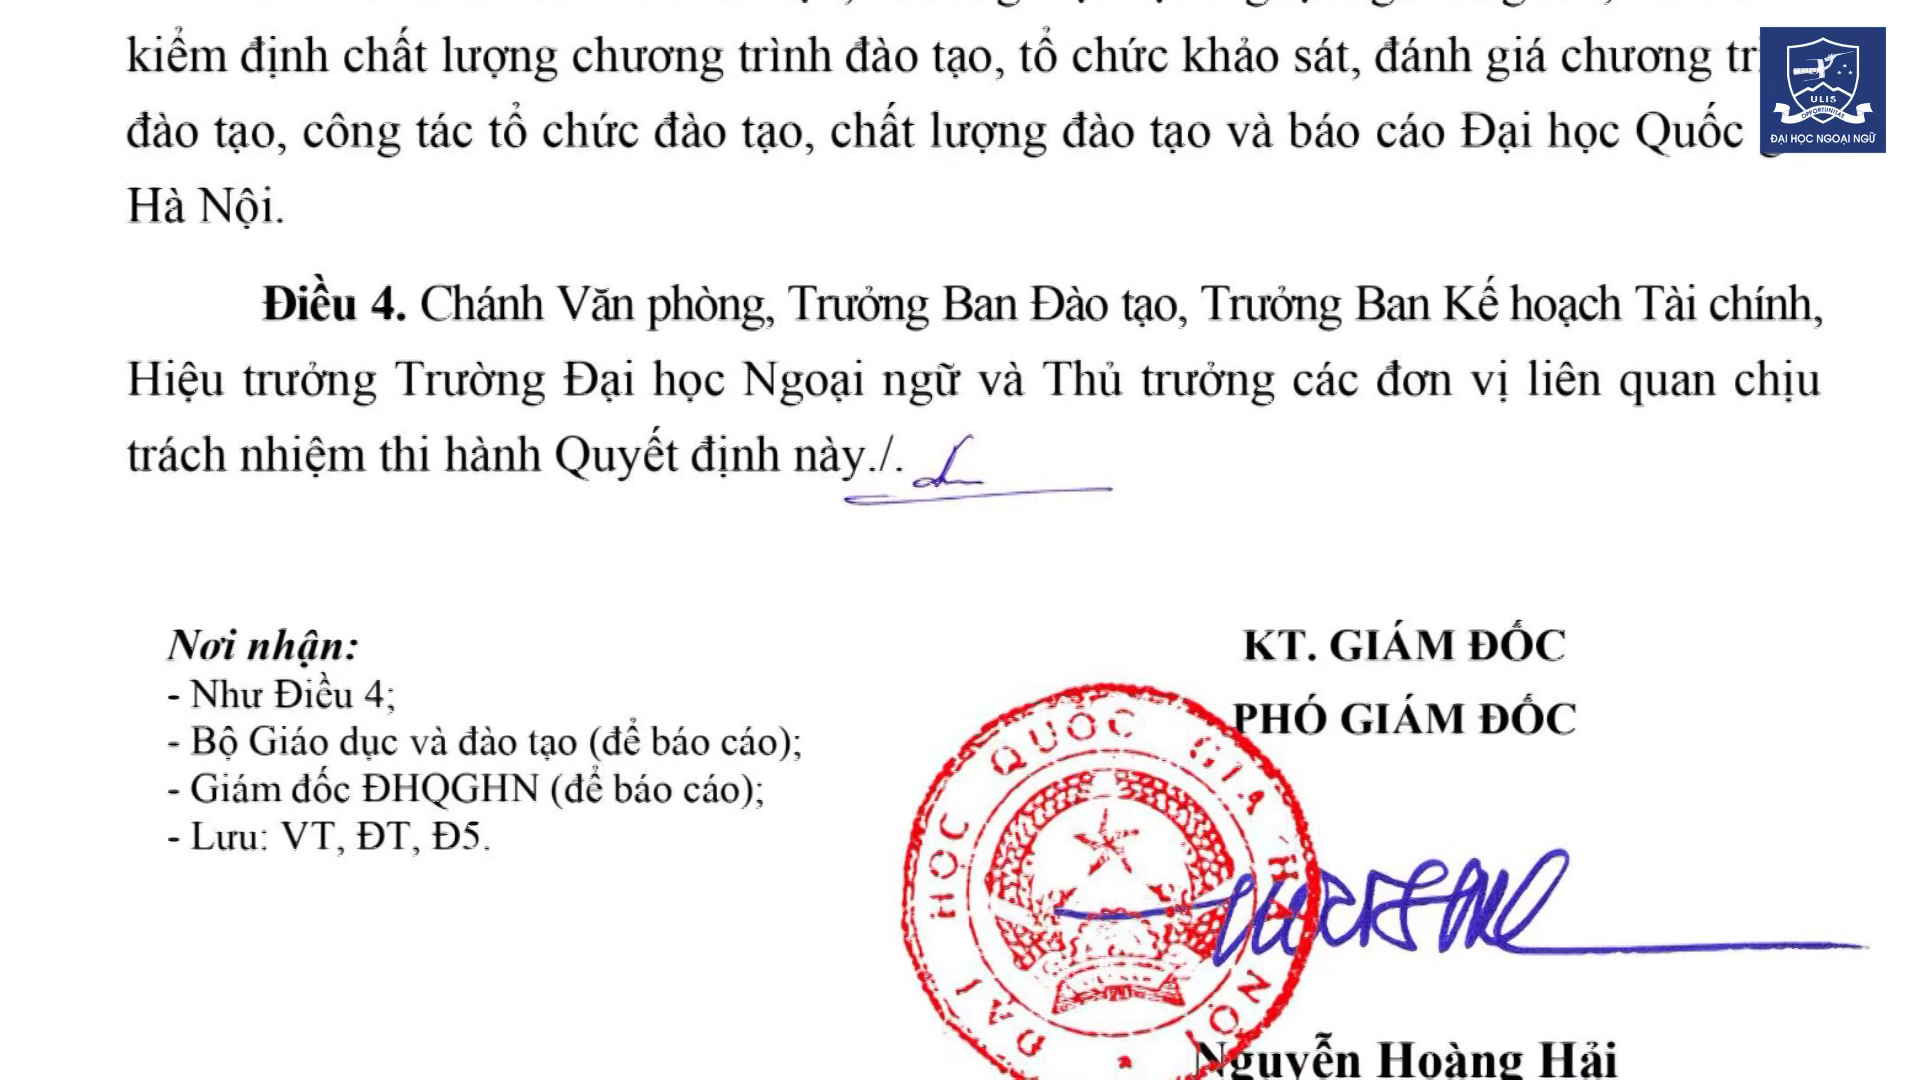 kiểm định chất lượng chương trình đào tạo, tổ chức khảo sát, đánh giá chương tr
đào tạo, công tác tổ chức đào tạo, chất lượng đào tạo và báo cáo Đại học Quốc
Hà Nội.
ULIS
OPPORTUNITAS
ĐẠI HỌC NGOẠI NGỮ
Điều 4. Chánh Văn phòng, Trưởng Ban Đào tạo, Trưởng Ban Kế hoạch Tài chính,
Hiệu trưởng Trường Đại học Ngoại ngữ và Thủ trưởng các đơn vị liên quan chịu
trách nhiệm thi hành Quyết định này./.
Nơi nhận:
- Như Điều 4;
- Bộ Giáo dục và đào tạo (để báo cáo);
- Giám đốc ĐHQGHN (để báo cáo);
- Lưu: VT, ĐT, Đ5.
KT. GIÁM ĐỐC
PHÓ GIÁM ĐỐC
ĐẠI HỌC QUỐC GIA HÀ NỘI
Nguyễn Hoàng Hải